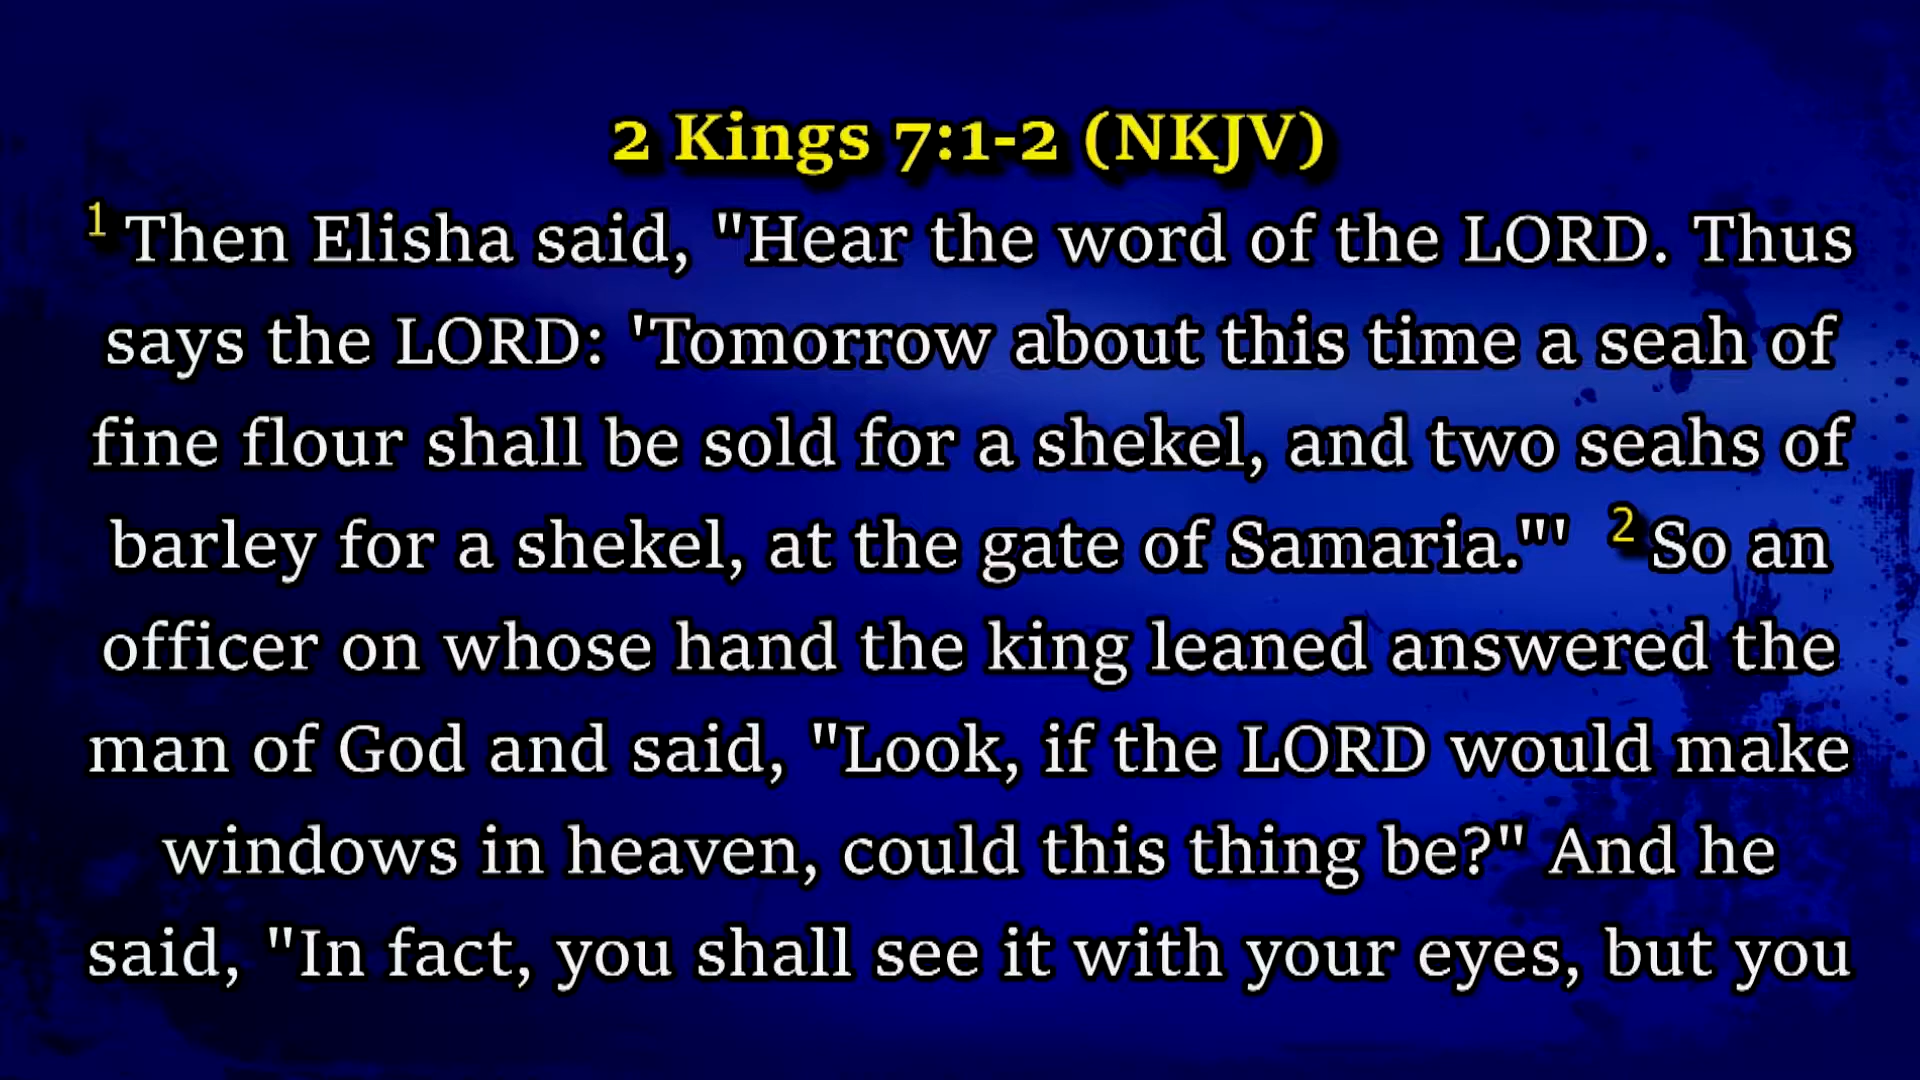 2 Kings 7:1-2 (NKJV)
1 Then Elisha said, "Hear the word of the LORD. Thus
says the LORD: 'Tomorrow about this time a seah of
fine flour shall be sold for a shekel, and two seahs of
barley for a shekel, at the gate of Samaria."' 2 So an
officer on whose hand the king leaned answered the
man of God and said, "Look, if the LORD would make
windows in heaven, could this thing be?" And he
said, "In fact, you shall see it with your eyes, but you